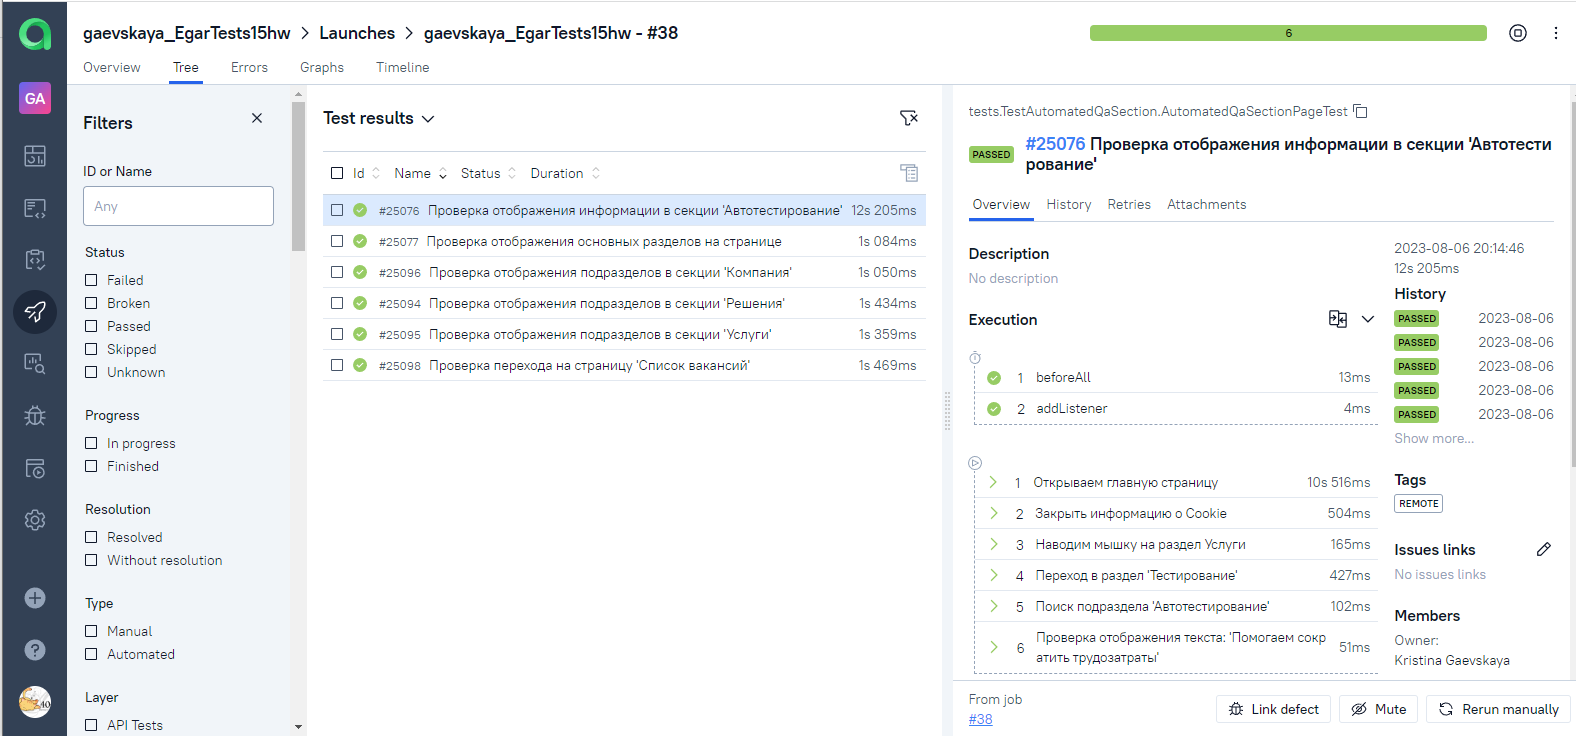 gaevskaya_EgarTests15hw > Launches > gaevskaya_EgarTests15hw - #38
6
Overview Tree Errors Graphs Timeline
GA
Filters
ID or Name
Any
Status
Failed
Broken
Passed
Skipped
Unknown
Progress
In progress
Finished
Resolution
Resolved
Without resolution
Type
Manual
Automated
Layer
API Tests
Test results
Id Name Status Duration
#25076 Проверка отображения информации в секции 'Автотестирование' 12s 205ms
#25077 Проверка отображения основных разделов на странице 1s 084ms
#25096 Проверка отображения подразделов в секции 'Компания' 1s 050ms
#25094 Проверка отображения подразделов в секции 'Решения' 1s 434ms
#25095 Проверка отображения подразделов в секции 'Услуги' 1s 359ms
#25098 Проверка перехода на страницу 'Список вакансий' 1s 469ms
tests.TestAutomatedQaSection.AutomatedQaSectionPageTest
PASSED #25076 Проверка отображения информации в секции 'Автотести
рование'
Overview History Retries Attachments
Description
No description
Execution
1 beforeAll 13ms
2 addListener 4ms
1 Открываем главную страницу 10s 516ms
2 Закрыть информацию о Cookie 504ms
3 Наводим мышку на раздел Услуги 165ms
4 Переход в раздел 'Тестирование' 427ms
5 Поиск подраздела 'Автотестирование' 102ms
6 Проверка отображения текста: 'Помогаем сокр
атить трудозатраты' 51ms
2023-08-06 20:14:46
12s 205ms
History
PASSED 2023-08-06
PASSED 2023-08-06
PASSED 2023-08-06
PASSED 2023-08-06
PASSED 2023-08-06
Show more...
Tags
REMOTE
Issues links
No issues links
Members
Owner:
Kristina Gaevskaya
From job
#38
Link defect Mute Rerun manually
40